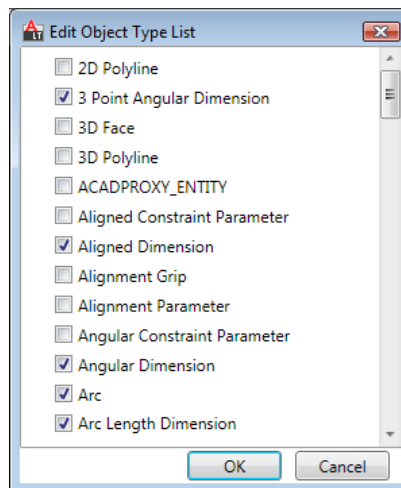 A
LT
Edit Object Type List
2D Polyline
3 Point Angular Dimension
3D Face
3D Polyline
ACADPROXY_ENTITY
Aligned Constraint Parameter
Aligned Dimension
Alignment Grip
Alignment Parameter
Angular Constraint Parameter
Angular Dimension
Arc
Arc Length Dimension
OK Cancel